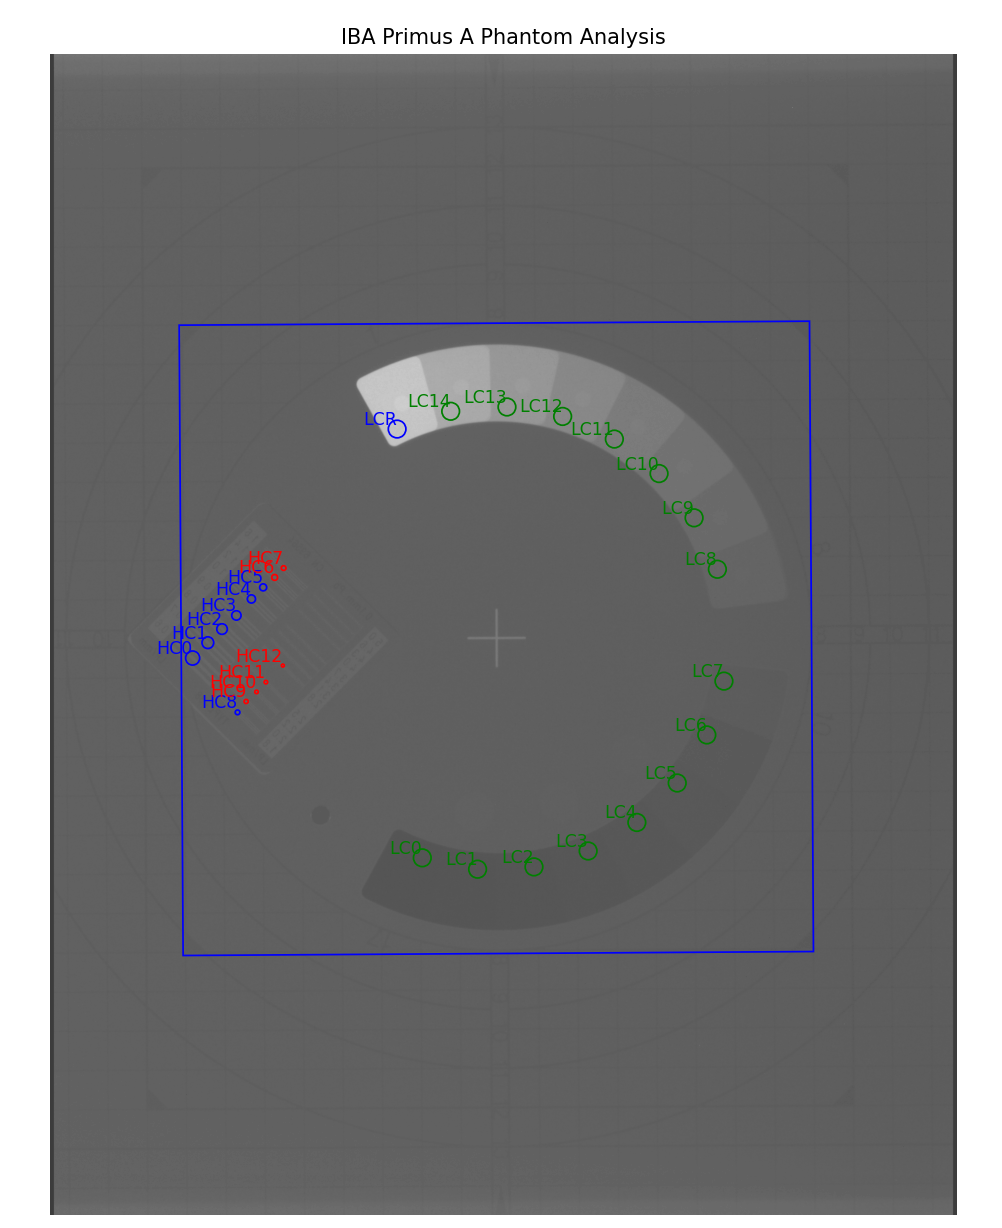 IBA Primus A Phantom Analysis
LC14
LC13
LC12
LCR
LC11
LC10
LC9
LC8
HC7
HC6
HC5
HC4
HC3
HC2
HC1
HC0
HC12
HC11
HC10
HC9
HC8
LC7
LC6
LC5
LC4
LC3
LC2
LC1
LC0